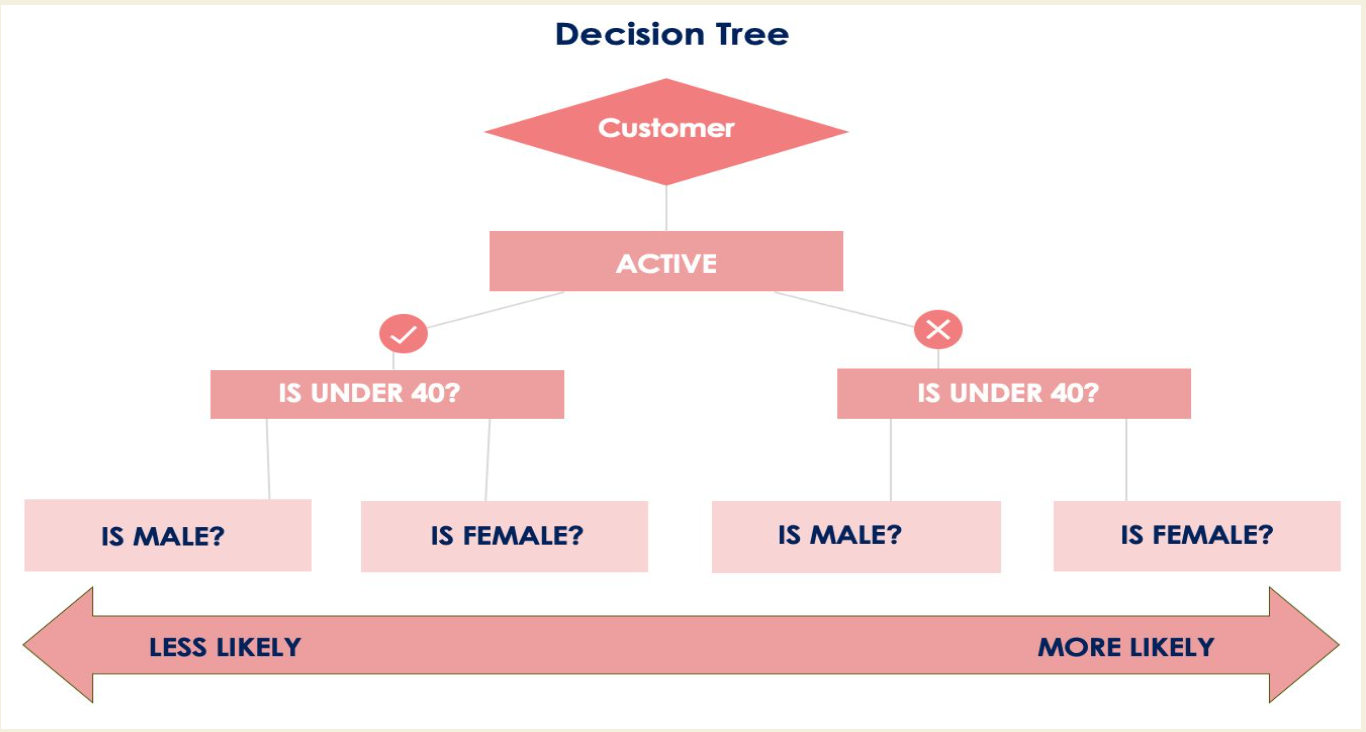 Decision Tree
Customer
ACTIVE
IS UNDER 40?
IS UNDER 40?
IS MALE?
IS FEMALE?
IS MALE?
IS FEMALE?
LESS LIKELY
MORE LIKELY